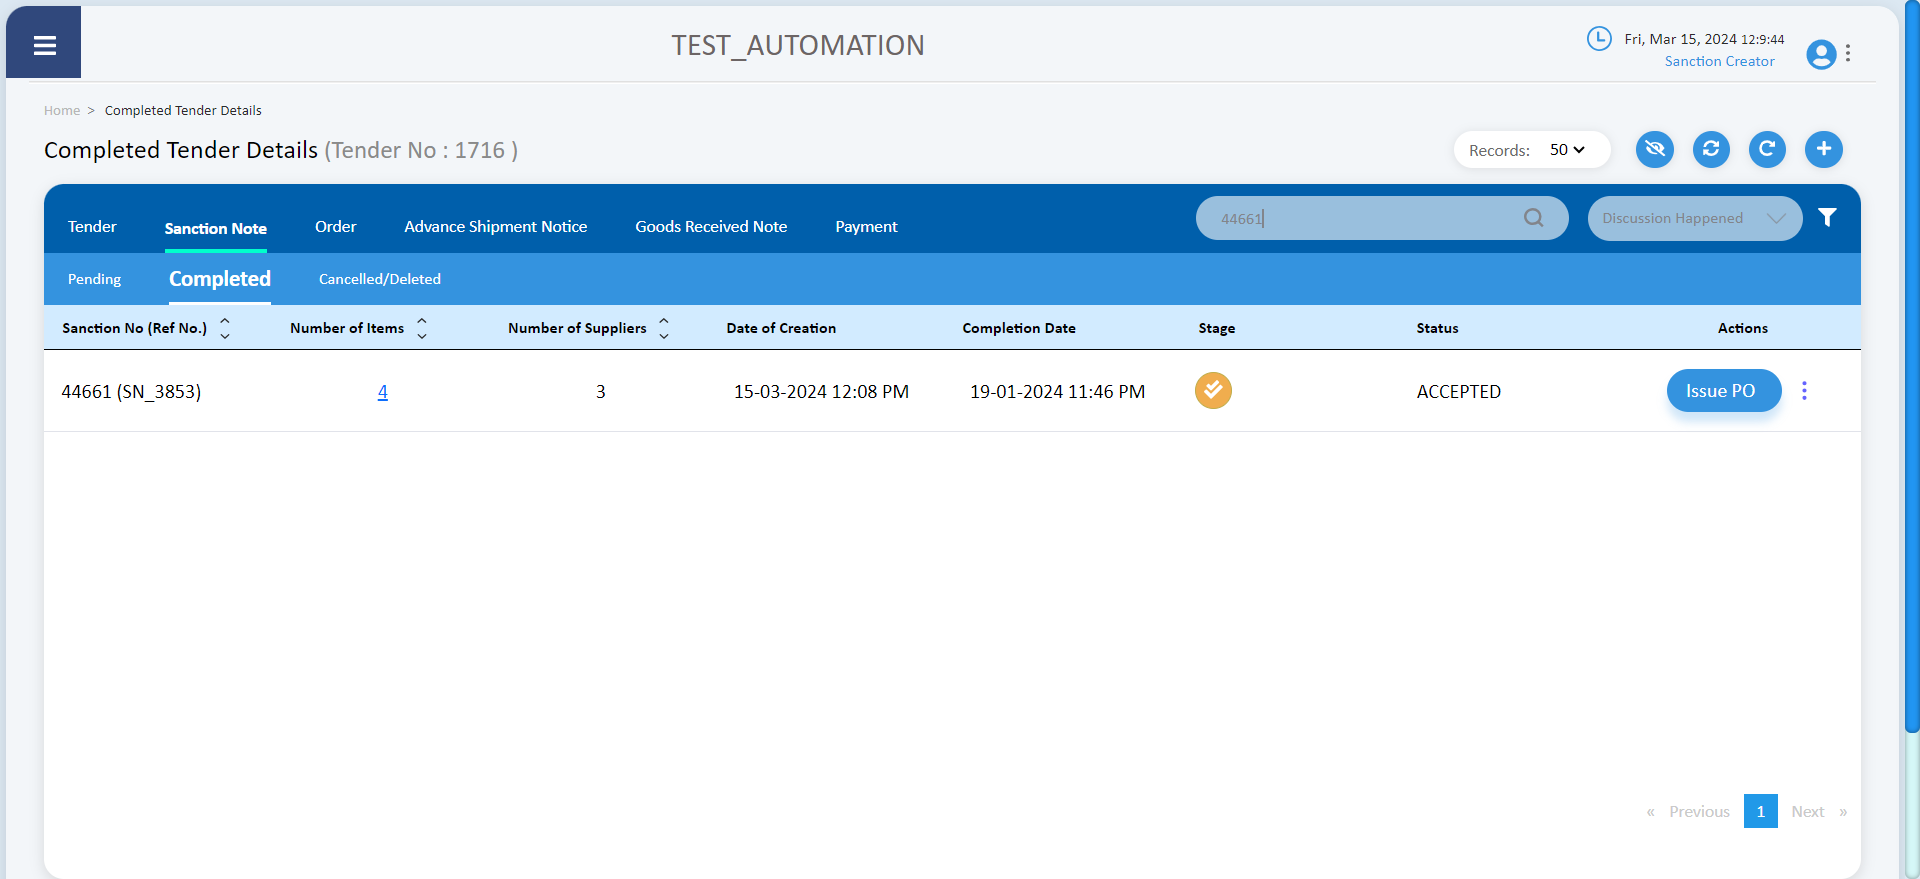 TEST_AUTOMATION
Fri, Mar 15, 2024 12:9:44
Sanction Creator
Home > Completed Tender Details
Completed Tender Details (Tender No : 1716 )
Records: 50
Tender Sanction Note Order Advance Shipment Notice Goods Received Note Payment 44661 Discussion Happened
Pending Completed Cancelled/Deleted
Sanction No (Ref No.) Number of Items Number of Suppliers Date of Creation Completion Date Stage Status Actions
44661 (SN_3853) 4 3 15-03-2024 12:08 PM 19-01-2024 11:46 PM ACCEPTED Issue PO
« Previous 1 Next »